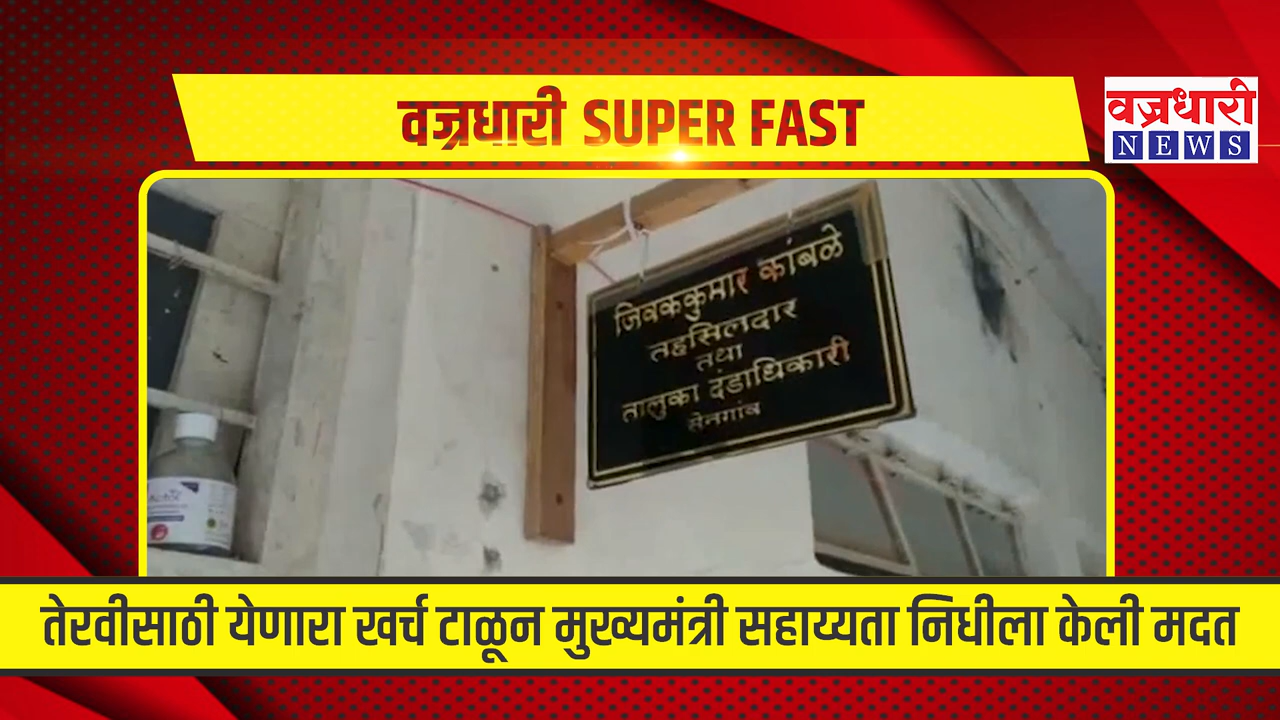 वज्रधारी SUPER FAST
वज्रधारी
NEWS
जिवककुमार कांबळे
तहसिलदार
तथा
तालुका दंडाधिकारी
सेनगांव
तेरवीसाठी येणारा खर्च टाळून मुख्यमंत्री सहाय्यता निधीला केली मदत